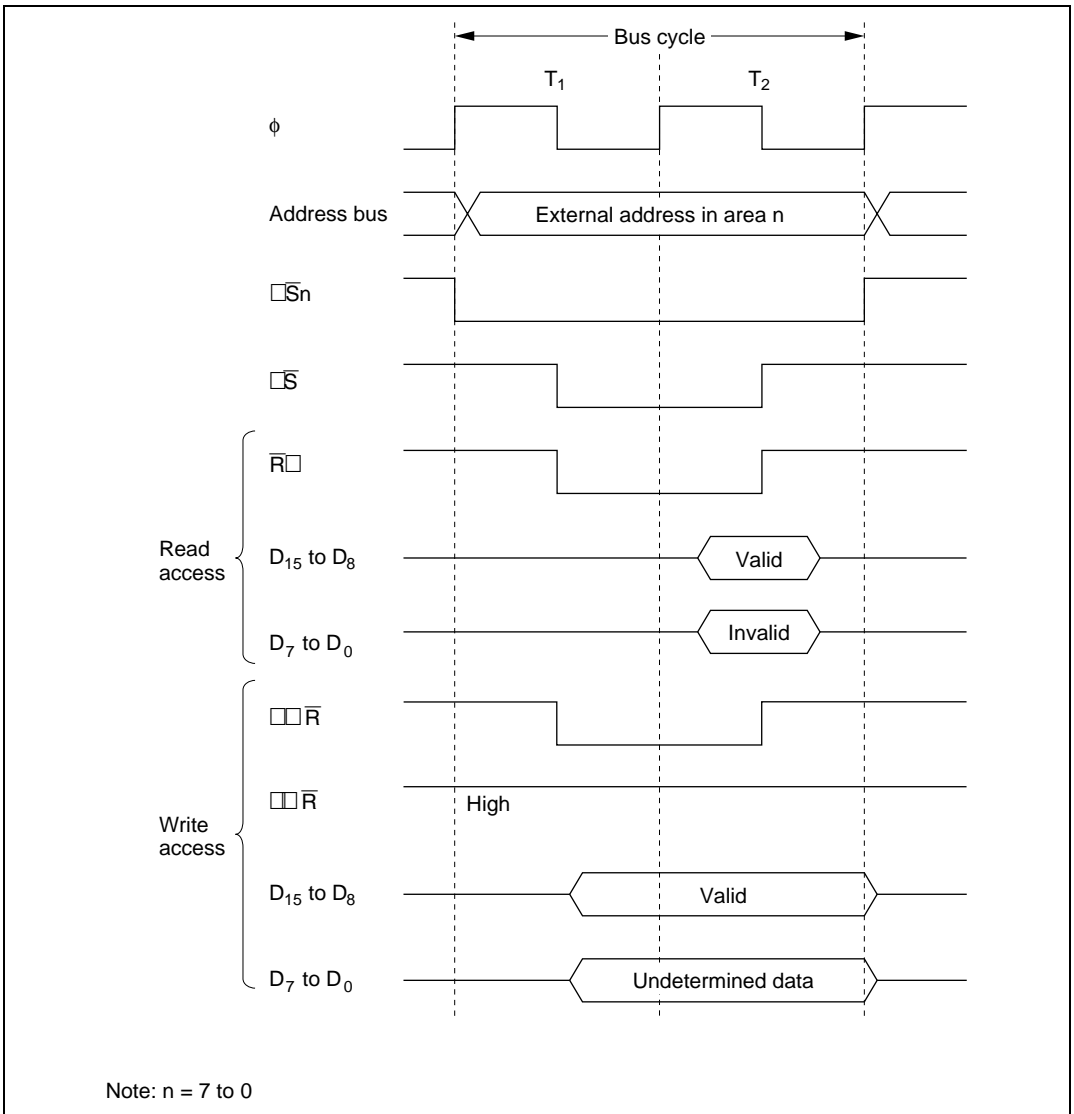 Bus cycle
T₁ T₂
ϕ
Address bus External address in area n
□S̅n
□S̅
R̅□
Read access
D₁₅ to D₈ Valid
D₇ to D₀ Invalid
□□R̅
□□R̅ High
Write access
D₁₅ to D₈ Valid
D₇ to D₀ Undetermined data
Note: n = 7 to 0